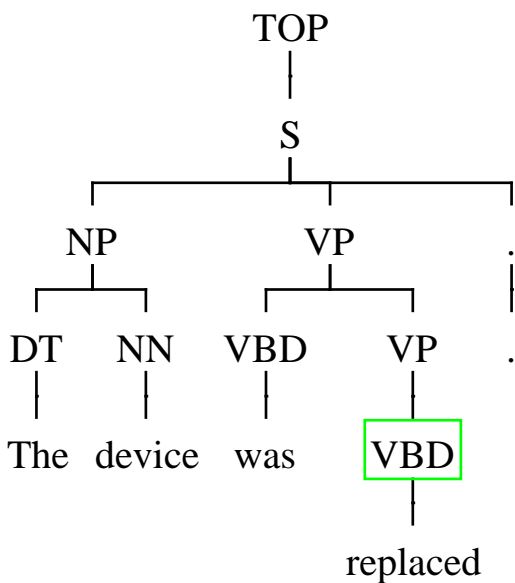 TOP
S
NP VP .
DT NN VBD VP .
The device was VBD
replaced